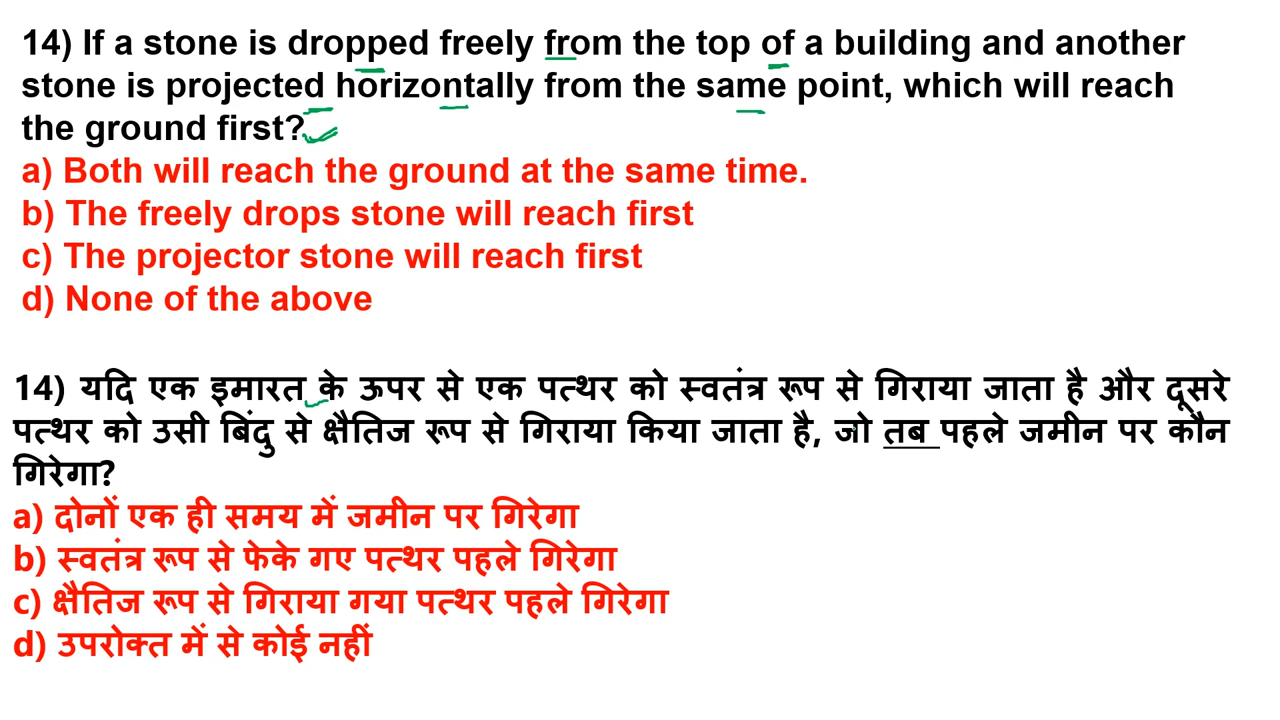 14) If a stone is dropped freely from the top of a building and another
stone is projected horizontally from the same point, which will reach
the ground first?
a) Both will reach the ground at the same time.
b) The freely drops stone will reach first
c) The projector stone will reach first
d) None of the above
14) यदि एक इमारत के ऊपर से एक पत्थर को स्वतंत्र रूप से गिराया जाता है और दूसरे
पत्थर को उसी बिंदु से क्षैतिज रूप से गिराया किया जाता है, जो तब पहले जमीन पर कौन
गिरेगा?
a) दोनों एक ही समय में जमीन पर गिरेगा
b) स्वतंत्र रूप से फेके गए पत्थर पहले गिरेगा
c) क्षैतिज रूप से गिराया गया पत्थर पहले गिरेगा
d) उपरोक्त में से कोई नहीं